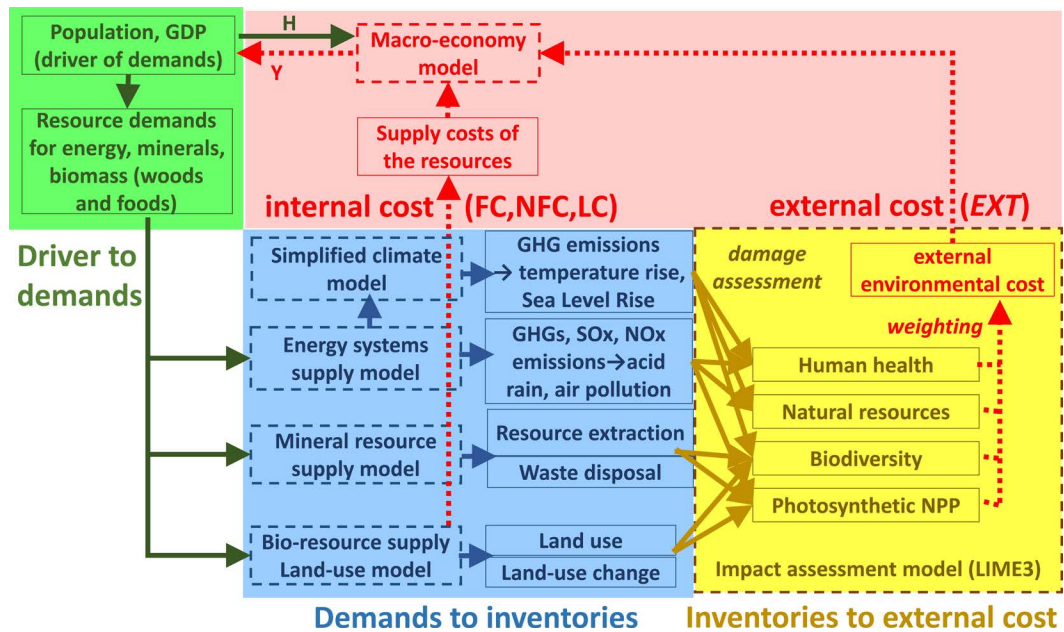 Population, GDP
(driver of demands)
H
Y
Macro-economy
model
Resource demands
for energy, minerals,
biomass (woods
and foods)
Supply costs of
the resources
internal cost (FC,NFC,LC)
external cost (EXT)
Driver to
demands
Simplified climate
model
GHG emissions
→ temperature rise,
Sea Level Rise
damage
assessment
external
environmental cost
weighting
Energy systems
supply model
GHGs, SOx, NOx
emissions→acid
rain, air pollution
Human health
Natural resources
Mineral resource
supply model
Resource extraction
Waste disposal
Biodiversity
Photosynthetic NPP
Bio-resource supply
Land-use model
Land use
Land-use change
Impact assessment model (LIME3)
Demands to inventories
Inventories to external cost